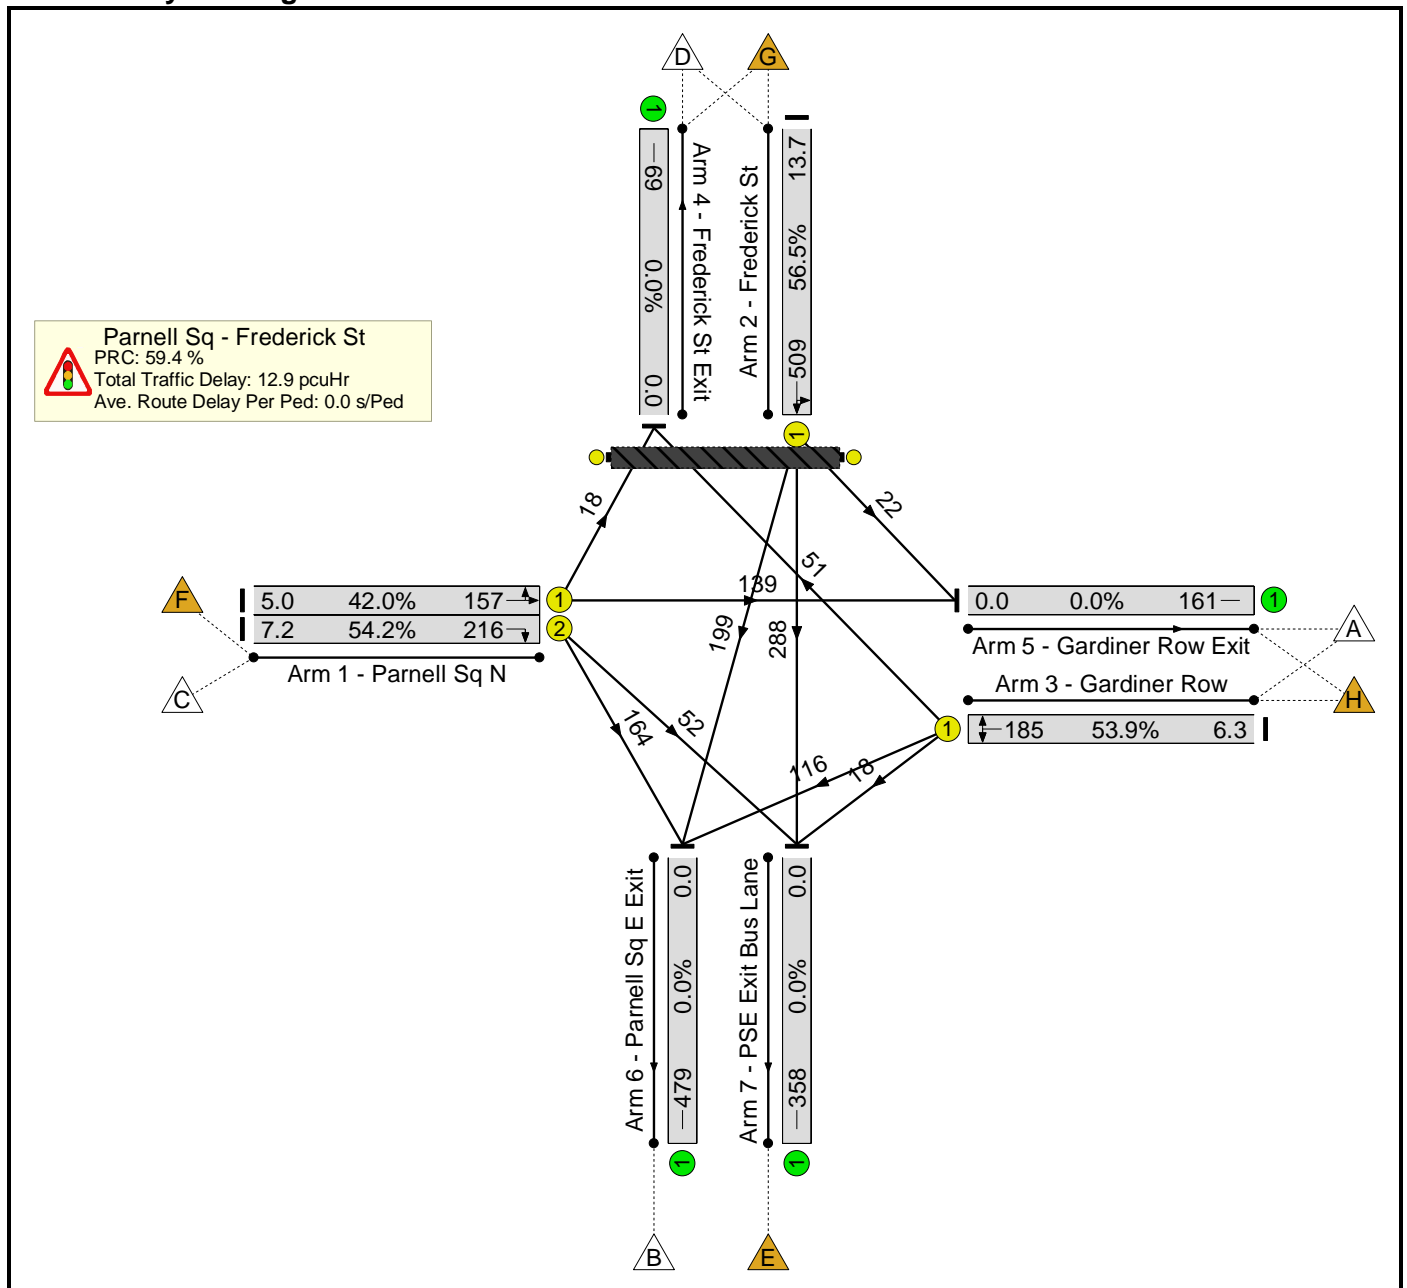 D
G
1
69
0.0%
0.0
Arm 4 - Frederick St Exit
Arm 2 - Frederick St
13.7
56.5%
509
1
Parnell Sq - Frederick St
PRC: 59.4 %
Total Traffic Delay: 12.9 pcuHr
Ave. Route Delay Per Ped: 0.0 s/Ped
18
22
51
139
199
288
F
5.0 42.0% 157
1
7.2 54.2% 216
2
Arm 1 - Parnell Sq N
C
0.0 0.0% 161
1
Arm 5 - Gardiner Row Exit
A
Arm 3 - Gardiner Row
H
1
185 53.9% 6.3
164
52
116
18
Arm 6 - Parnell Sq E Exit
0.0
0.0%
479
1
B
Arm 7 - PSE Exit Bus Lane
0.0
0.0%
358
1
E